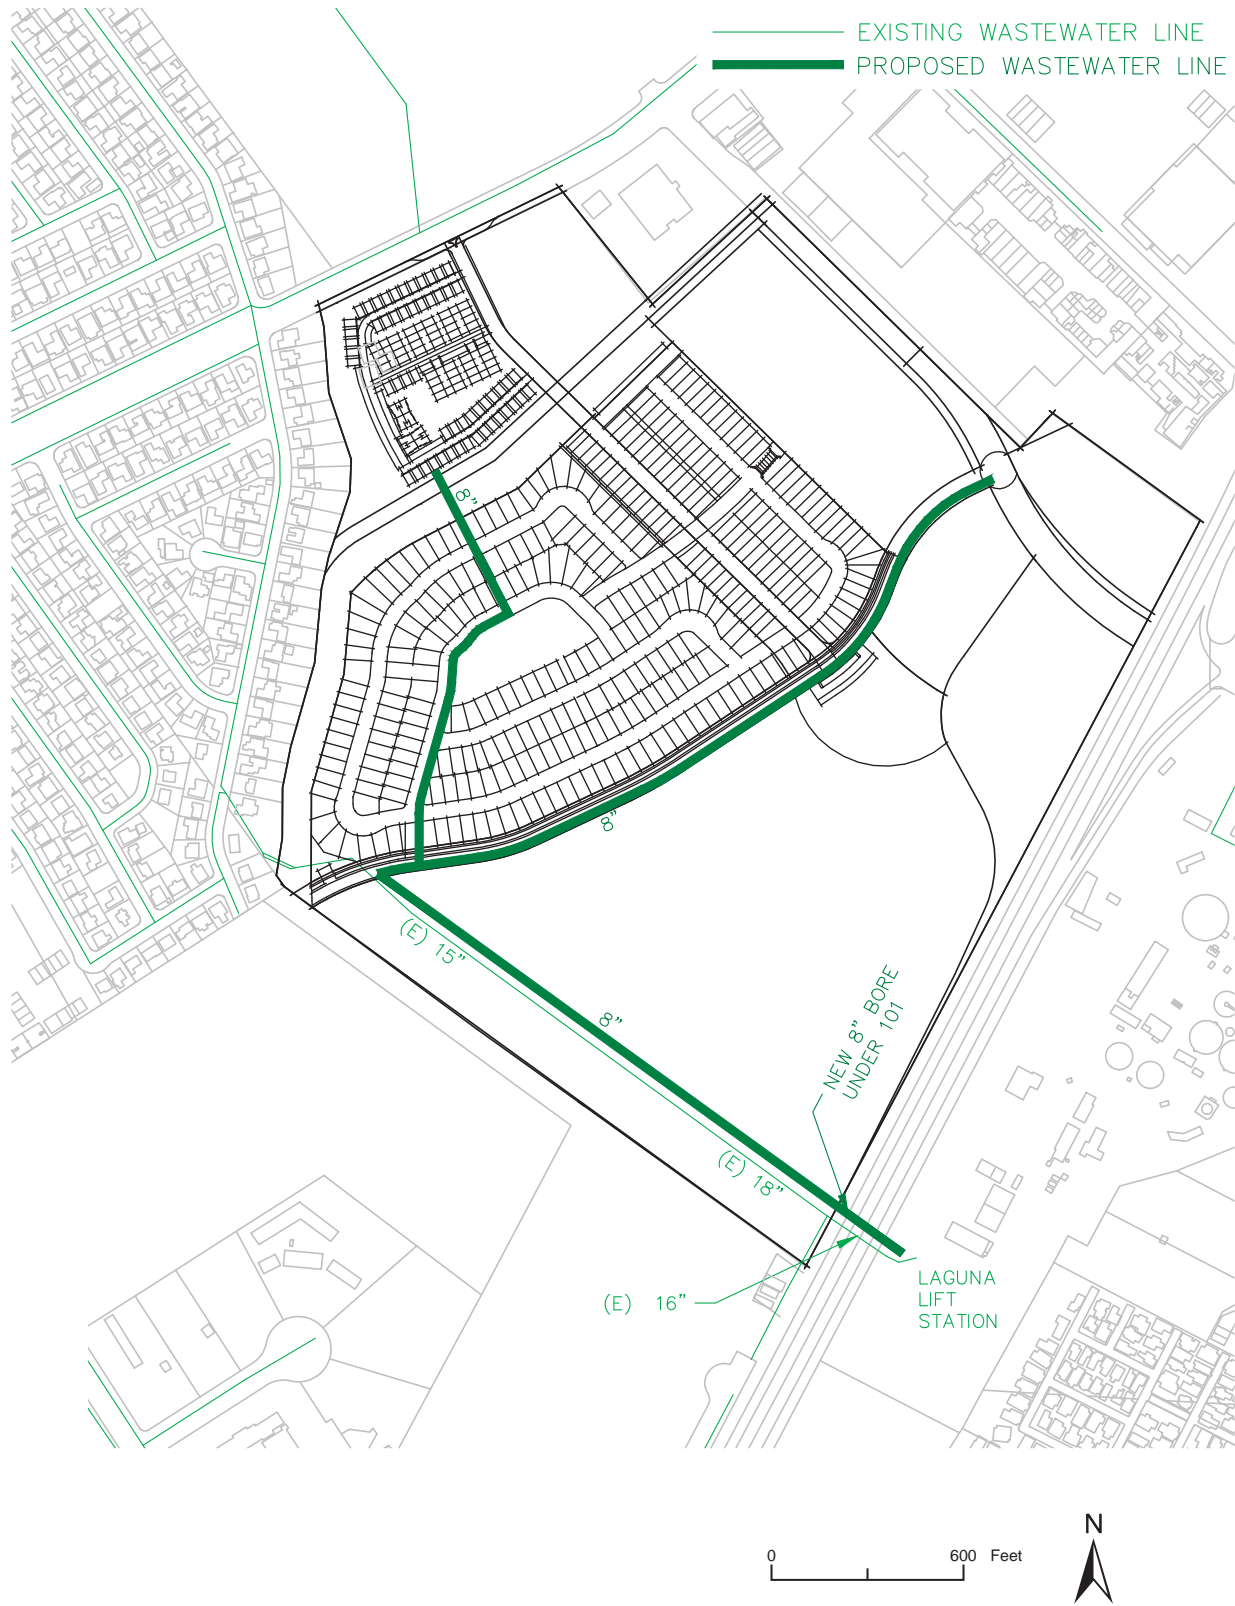 EXISTING WASTEWATER LINE
PROPOSED WASTEWATER LINE
8”
8”
(E) 15”
8”
NEW 8” BORE
UNDER 101
(E) 18”
(E) 16”
LAGUNA
LIFT
STATION
N
0 600 Feet